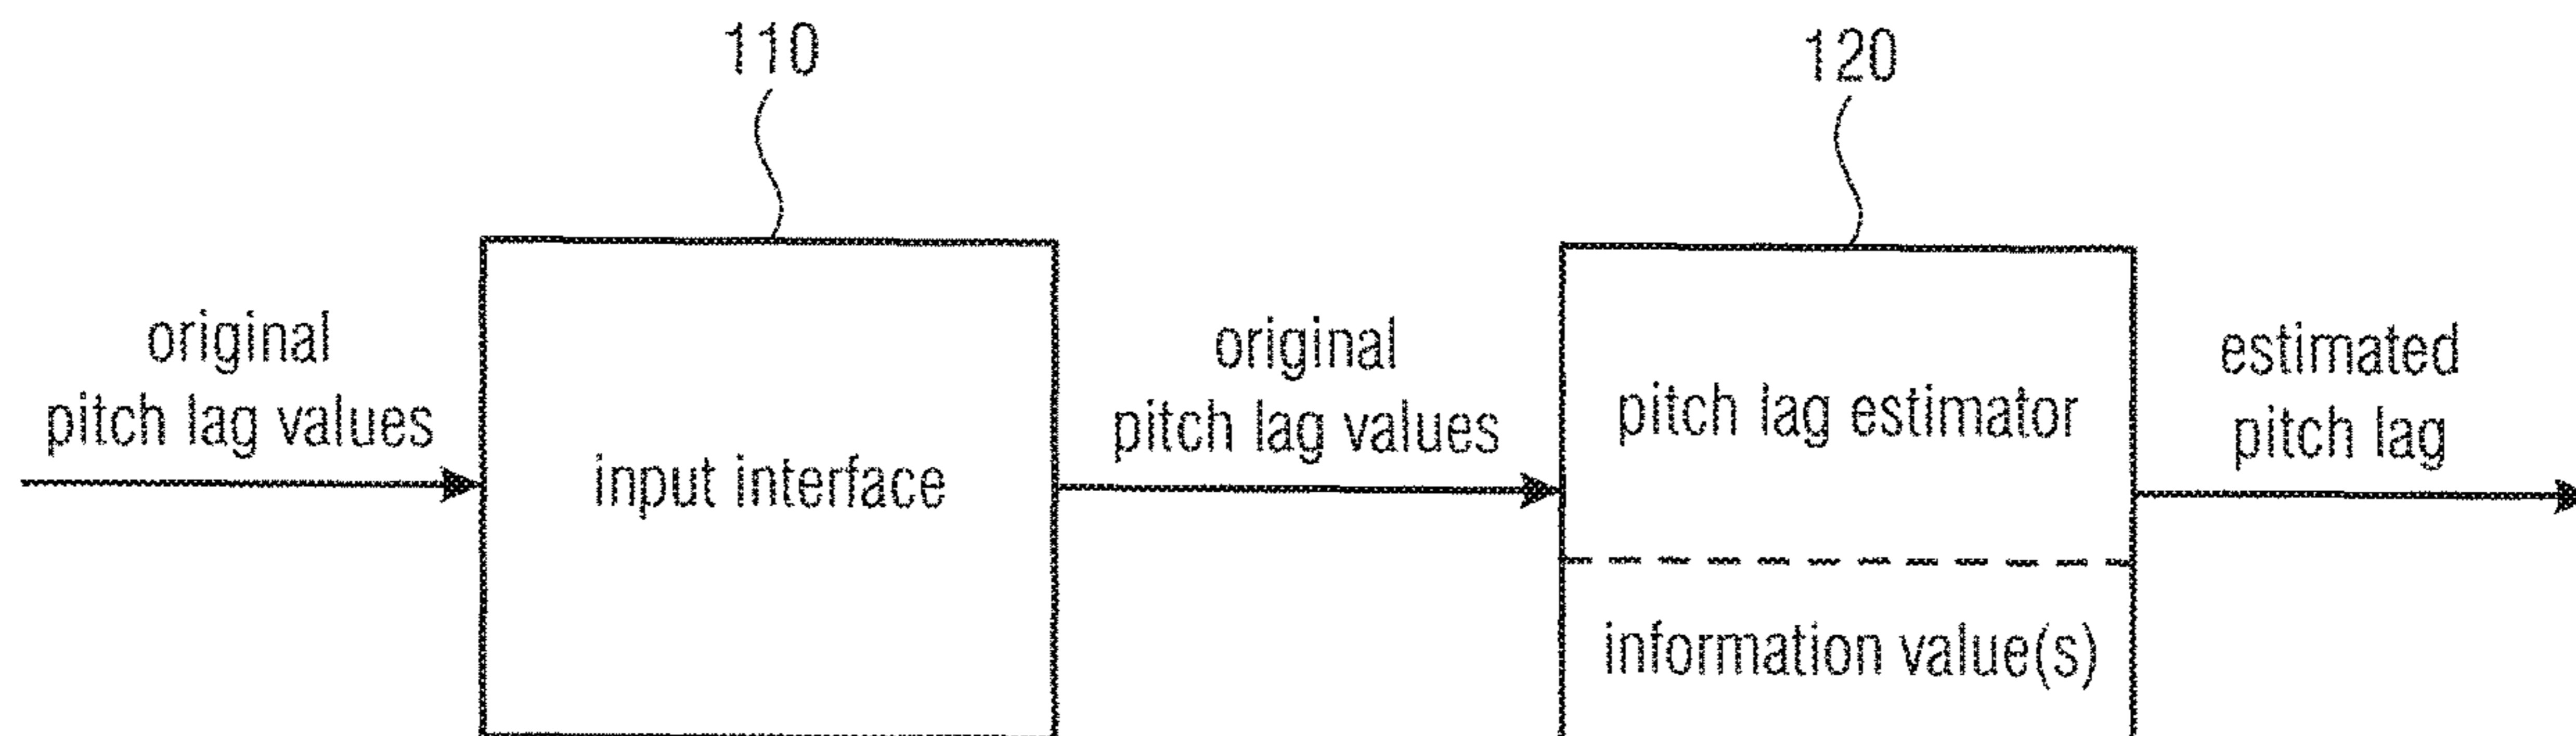 110
120
original
pitch lag values
input interface
original
pitch lag values
pitch lag estimator
information value(s)
estimated
pitch lag